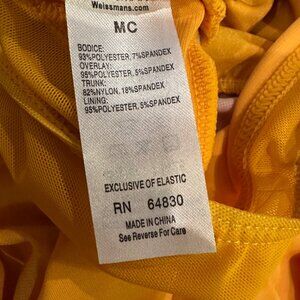 Weissmans.com
MC
BODICE:
93%POLYESTER, 7%SPANDEX
OVERLAY:
95%POLYESTER, 5%SPANDEX
TRUNK:
82%NYLON, 18%SPANDEX
LINING:
95%POLYESTER, 5%SPANDEX
EXCLUSIVE OF ELASTIC
RN 64830
MADE IN CHINA
See Reverse For Care